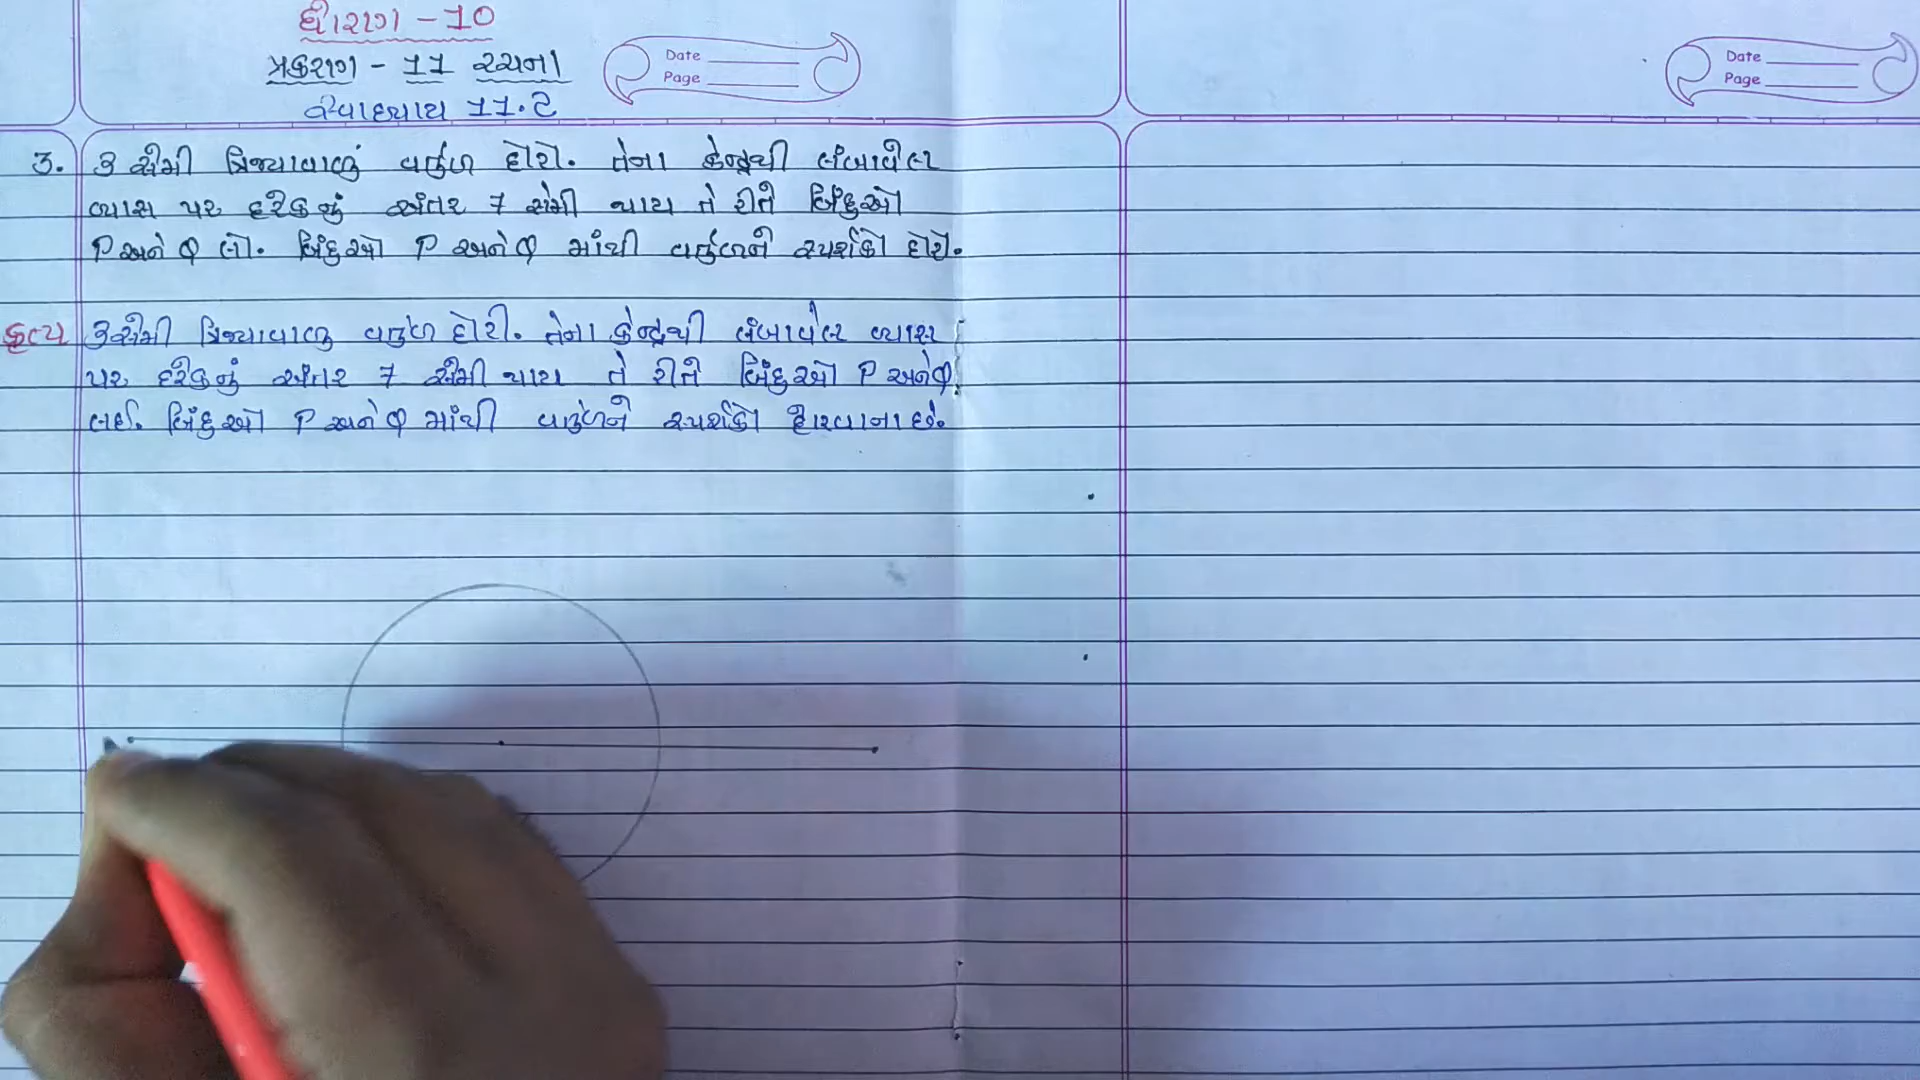 ધોરણ - 10
પ્રકરણ - 11 રચના
સ્વાધ્યાય 11.2
Date
Page
Date
Page
3. 3 સેમી ત્રિજ્યાવાળું વર્તુળ દોરો. તેના કેન્દ્રથી લંબાવેલ
વ્યાસ પર દરેકનું અંતર 7 સેમી થાય તે રીતે બિંદુઓ
P અને Q લો. બિંદુઓ P અને Q માંથી વર્તુળને સ્પર્શકો દોરો.
કૃત્ય 3 સેમી ત્રિજ્યાવાળુ વર્તુળ દોરી. તેના કેન્દ્રથી લંબાવેલ વ્યાસ
પર દરેકનું અંતર 7 સેમી થાય તે રીતે બિંદુઓ P અને Q
લઈ. બિંદુઓ P અને Q માંથી વર્તુળને સ્પર્શકો દોરવાના છે.